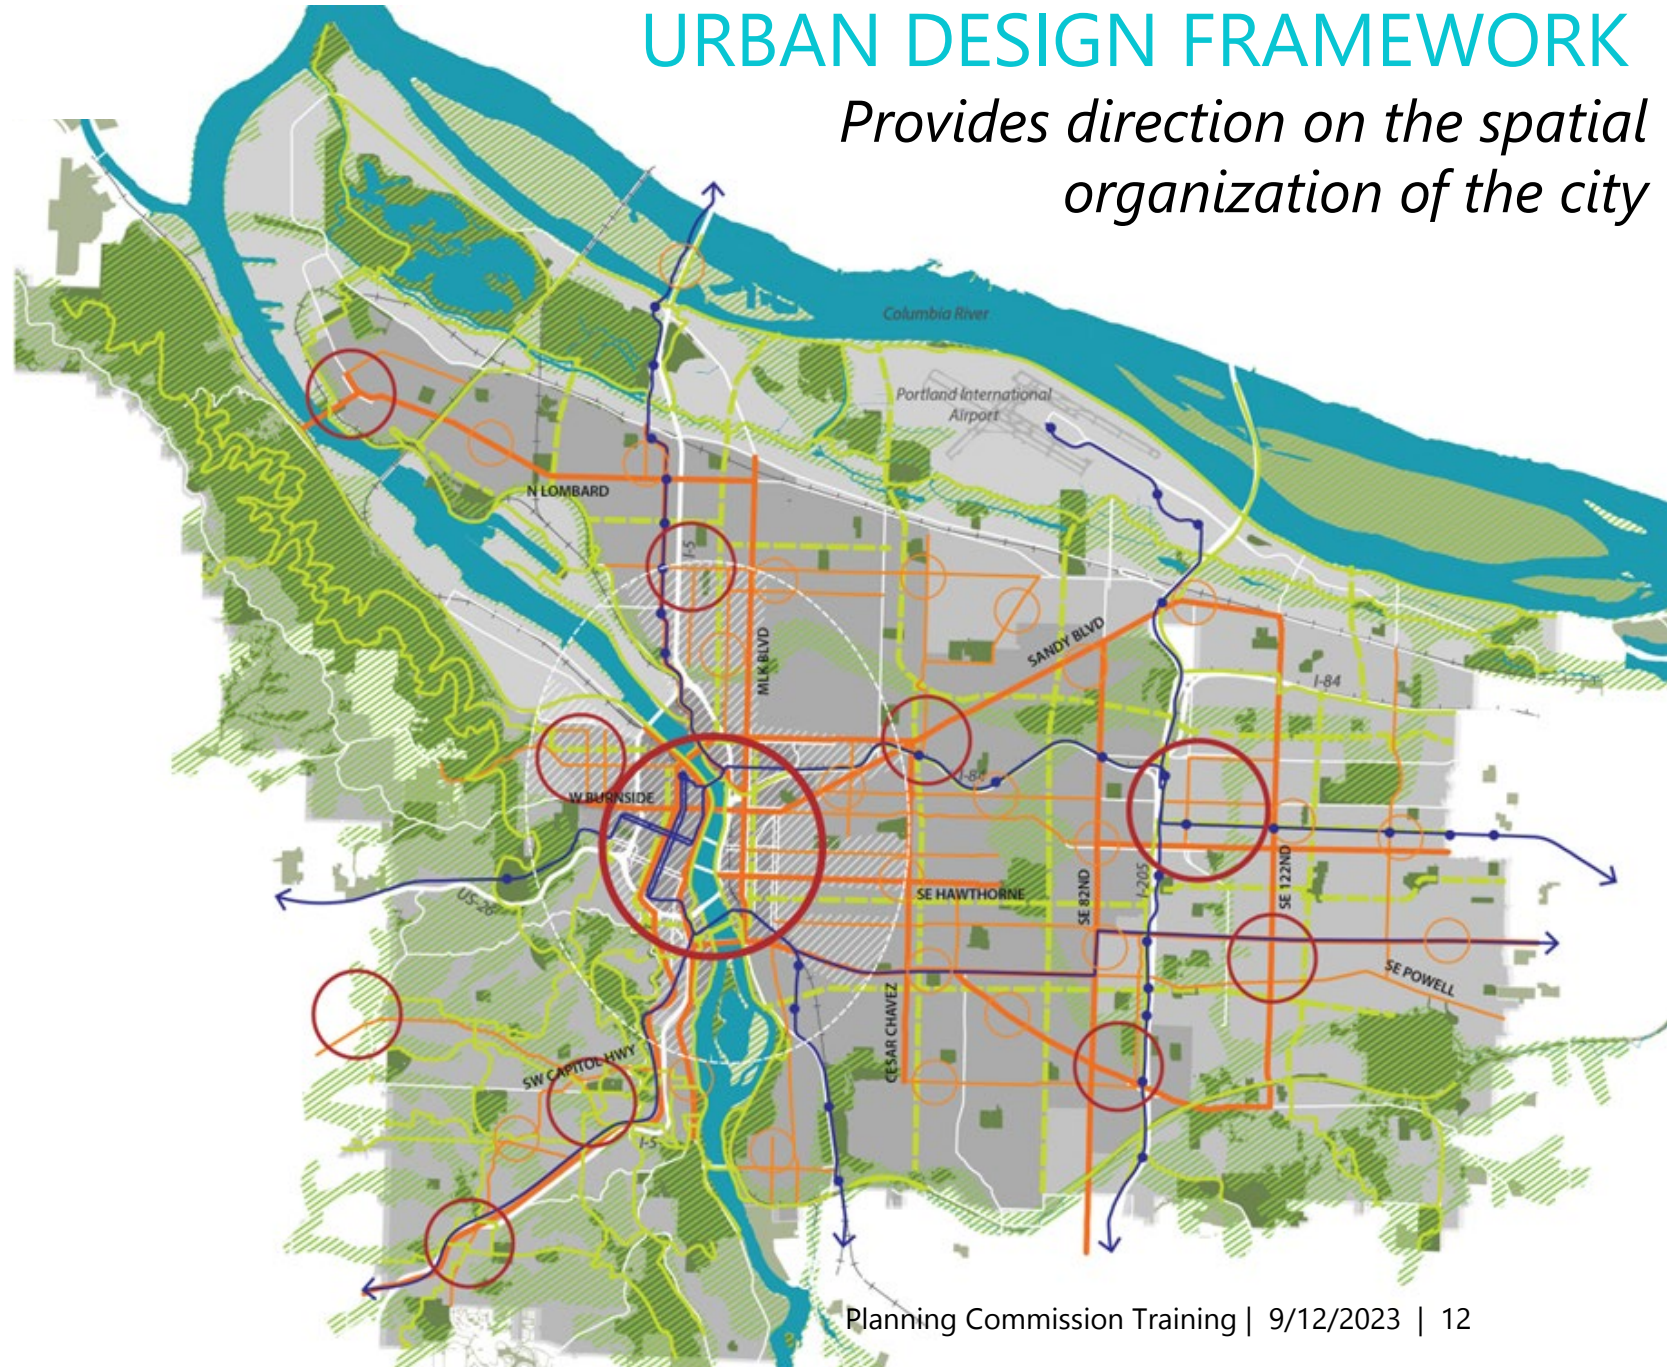 URBAN DESIGN FRAMEWORK
Provides direction on the spatial
organization of the city
Columbia River
Portland International
Airport
N LOMBARD
I-5
MLK BLVD
SANDY BLVD
I-84
I-84
W BURNSIDE
US-26
SE HAWTHORNE
SE 82ND
I-205
SE 122ND
SE POWELL
CESAR CHAVEZ
SW CAPITOL HWY
I-5
Planning Commission Training | 9/12/2023 | 12